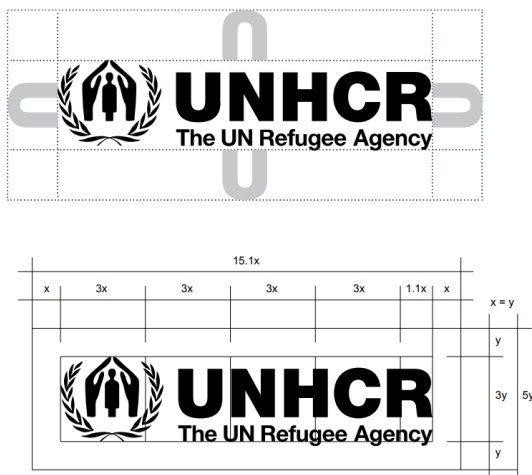 UNHCR
The UN Refugee Agency
15.1x
x 3x 3x 3x 3x 1.1x x
x = y
y
UNHCR
3y 5y
The UN Refugee Agency
y